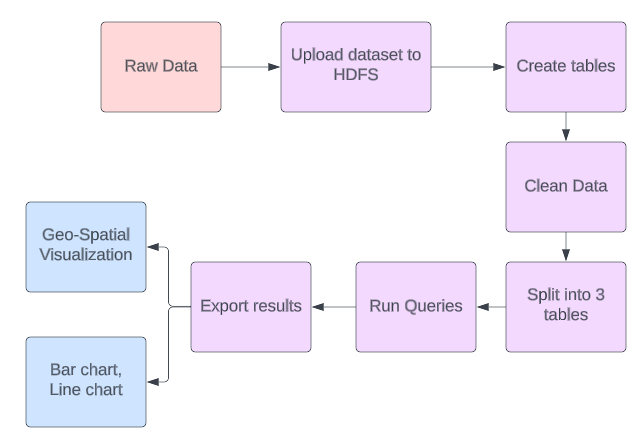 Raw Data
Upload dataset to
HDFS
Create tables
Clean Data
Split into 3
tables
Run Queries
Export results
Geo-Spatial
Visualization
Bar chart,
Line chart